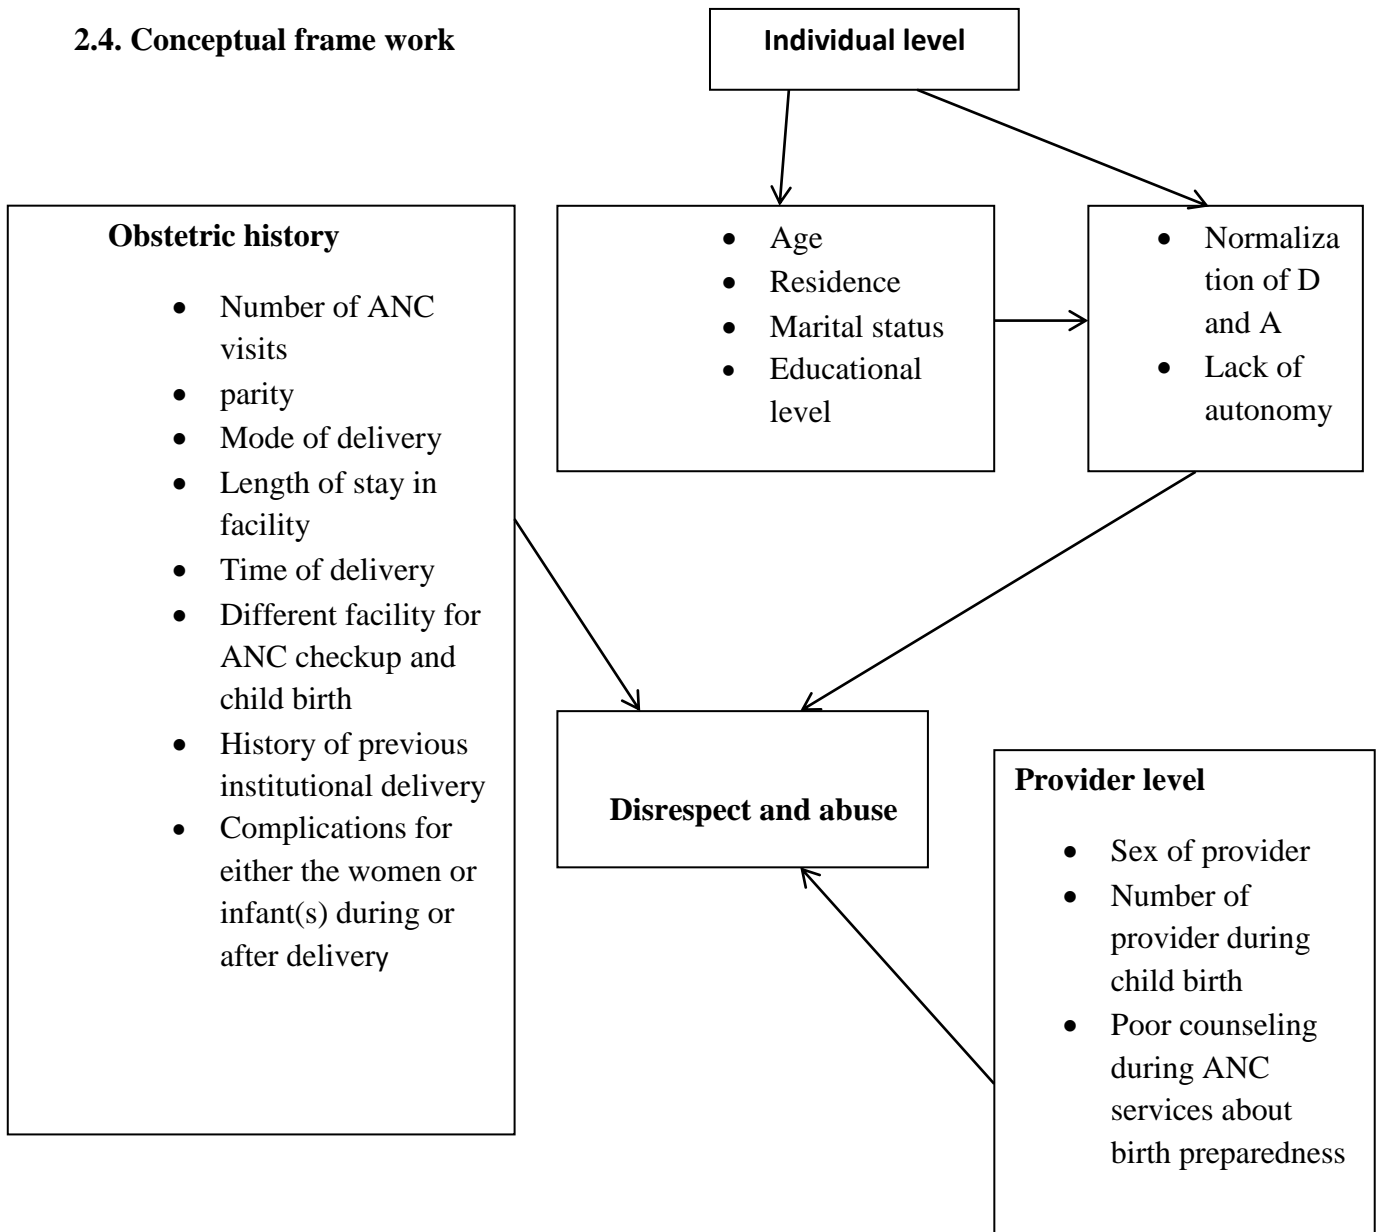 2.4. Conceptual frame work
Individual level
Obstetric history
• Number of ANC
visits
• parity
• Mode of delivery
• Length of stay in
facility
• Time of delivery
• Different facility for
ANC checkup and
child birth
• History of previous
institutional delivery
• Complications for
either the women or
infant(s) during or
after delivery
• Age
• Residence
• Marital status
• Educational
level
• Normaliza
tion of D
and A
• Lack of
autonomy
Disrespect and abuse
Provider level
• Sex of provider
• Number of
provider during
child birth
• Poor counseling
during ANC
services about
birth preparedness